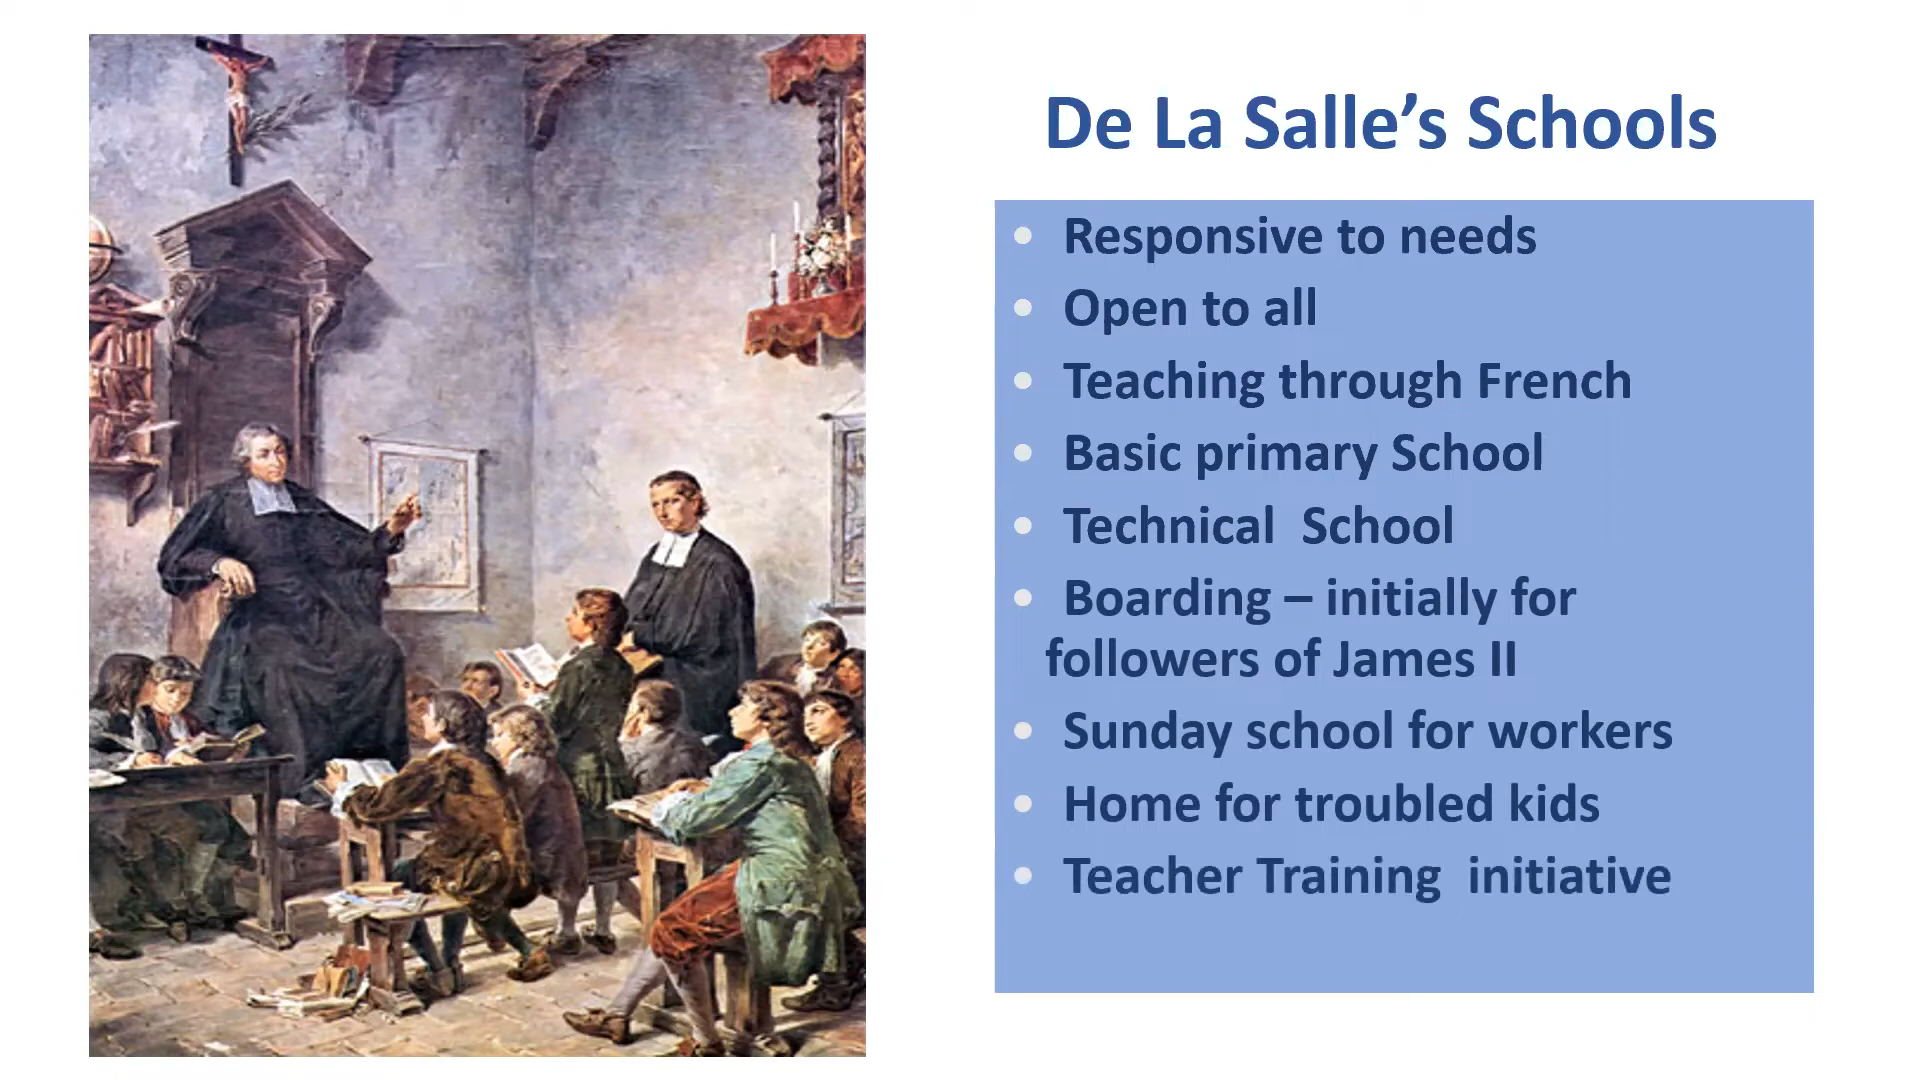 De La Salle’s Schools
• Responsive to needs
• Open to all
• Teaching through French
• Basic primary School
• Technical  School
• Boarding – initially for
followers of James II
• Sunday school for workers
• Home for troubled kids
• Teacher Training  initiative